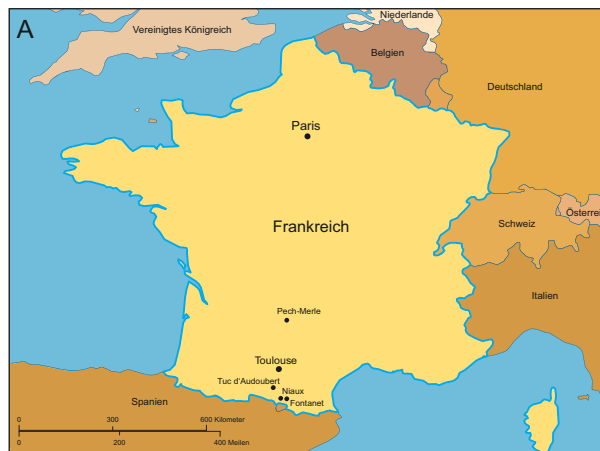 A
Niederlande
Vereinigtes Königreich
Belgien
Deutschland
Paris
Österreich
Schweiz
Frankreich
Italien
Pech-Merle
Toulouse
Tuc d'Audoubert
Niaux
Fontanet
Spanien
0 300 600 Kilometer
0 200 400 Meilen